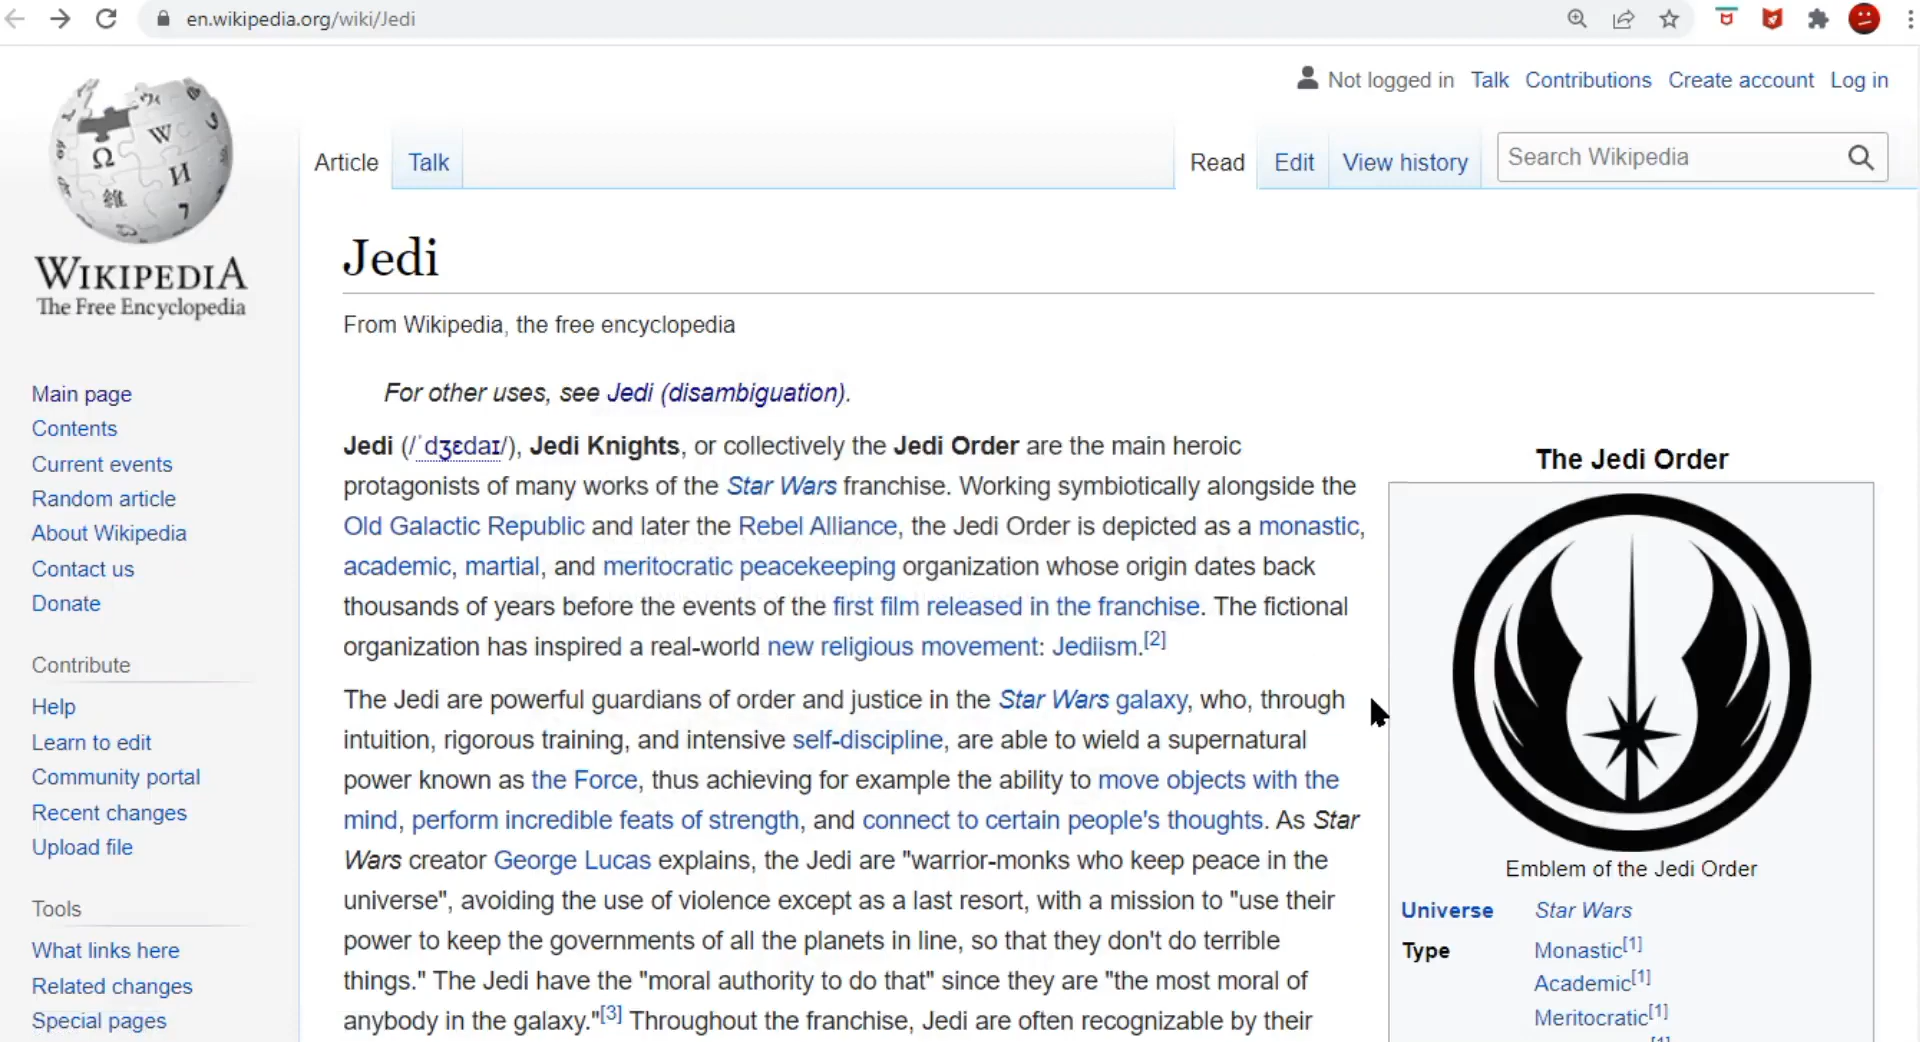 en.wikipedia.org/wiki/Jedi
Not logged in Talk Contributions Create account Log in
Article Talk Read Edit View history Search Wikipedia
WIKIPEDIA
The Free Encyclopedia
Main page
Contents
Current events
Random article
About Wikipedia
Contact us
Donate
Contribute
Help
Learn to edit
Community portal
Recent changes
Upload file
Tools
What links here
Related changes
Special pages
Jedi
From Wikipedia, the free encyclopedia
For other uses, see Jedi (disambiguation).
Jedi (/ˈdʒɛdaɪ/), Jedi Knights, or collectively the Jedi Order are the main heroic
protagonists of many works of the Star Wars franchise. Working symbiotically alongside the
Old Galactic Republic and later the Rebel Alliance, the Jedi Order is depicted as a monastic,
academic, martial, and meritocratic peacekeeping organization whose origin dates back
thousands of years before the events of the first film released in the franchise. The fictional
organization has inspired a real-world new religious movement: Jediism.[2]
The Jedi are powerful guardians of order and justice in the Star Wars galaxy, who, through
intuition, rigorous training, and intensive self-discipline, are able to wield a supernatural
power known as the Force, thus achieving for example the ability to move objects with the
mind, perform incredible feats of strength, and connect to certain people's thoughts. As Star
Wars creator George Lucas explains, the Jedi are "warrior-monks who keep peace in the
universe", avoiding the use of violence except as a last resort, with a mission to "use their
power to keep the governments of all the planets in line, so that they don't do terrible
things." The Jedi have the "moral authority to do that" since they are "the most moral of
anybody in the galaxy."[3] Throughout the franchise, Jedi are often recognizable by their
The Jedi Order
Emblem of the Jedi Order
Universe Star Wars
Type Monastic[1]
Academic[1]
Meritocratic[1]